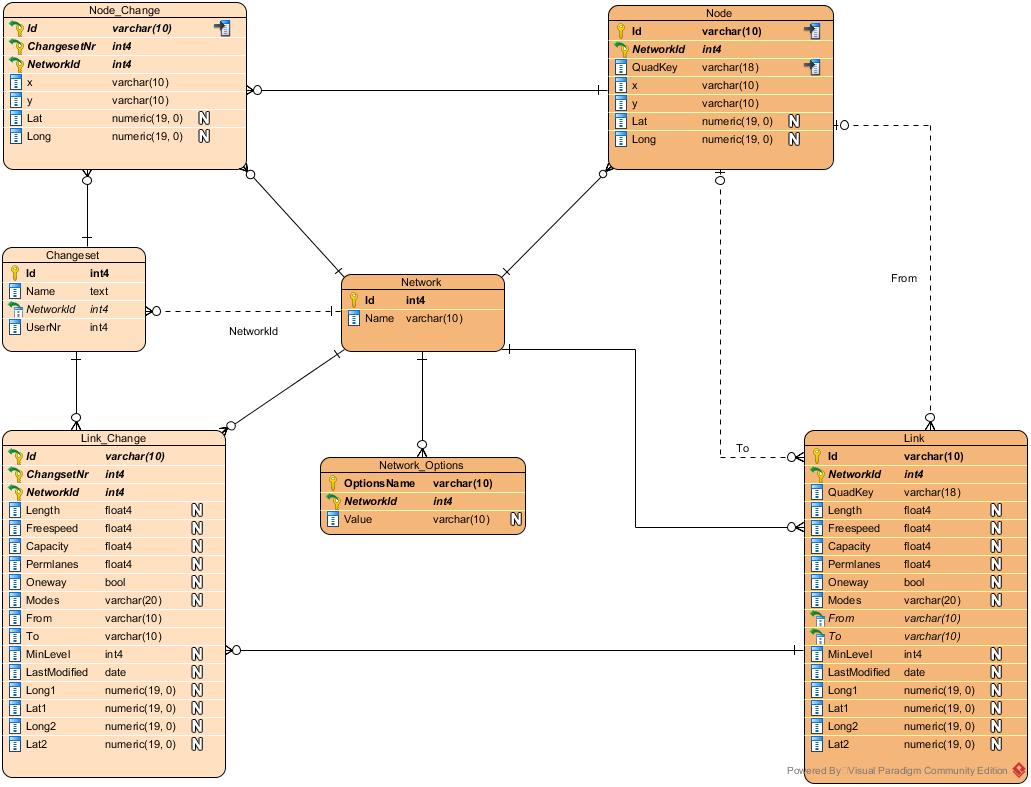 Node_Change
Id varchar(10)
ChangesetNr int4
NetworkId int4
x varchar(10)
y varchar(10)
Lat numeric(19, 0) N
Long numeric(19, 0) N
Node
Id varchar(10)
NetworkId int4
QuadKey varchar(18)
x varchar(10)
y varchar(10)
Lat numeric(19, 0) N
Long numeric(19, 0) N
Changeset
Id int4
Name text
NetworkId int4
UserNr int4
NetworkId
Network
Id int4
Name varchar(10)
From
To
Link_Change
Id varchar(10)
ChangsetNr int4
NetworkId int4
Length float4 N
Freespeed float4 N
Capacity float4 N
Permlanes float4 N
Oneway bool N
Modes varchar(20) N
From varchar(10)
To varchar(10)
MinLevel int4 N
LastModified date N
Long1 numeric(19, 0) N
Lat1 numeric(19, 0) N
Long2 numeric(19, 0) N
Lat2 numeric(19, 0) N
Network_Options
OptionsName varchar(10)
NetworkId int4
Value varchar(10) N
Link
Id varchar(10)
NetworkId int4
QuadKey varchar(18)
Length float4 N
Freespeed float4 N
Capacity float4 N
Permlanes float4 N
Oneway bool N
Modes varchar(20) N
From varchar(10)
To varchar(10)
MinLevel int4 N
LastModified date N
Long1 numeric(19, 0) N
Lat1 numeric(19, 0) N
Long2 numeric(19, 0) N
Lat2 numeric(19, 0) N
Powered By Visual Paradigm Community Edition